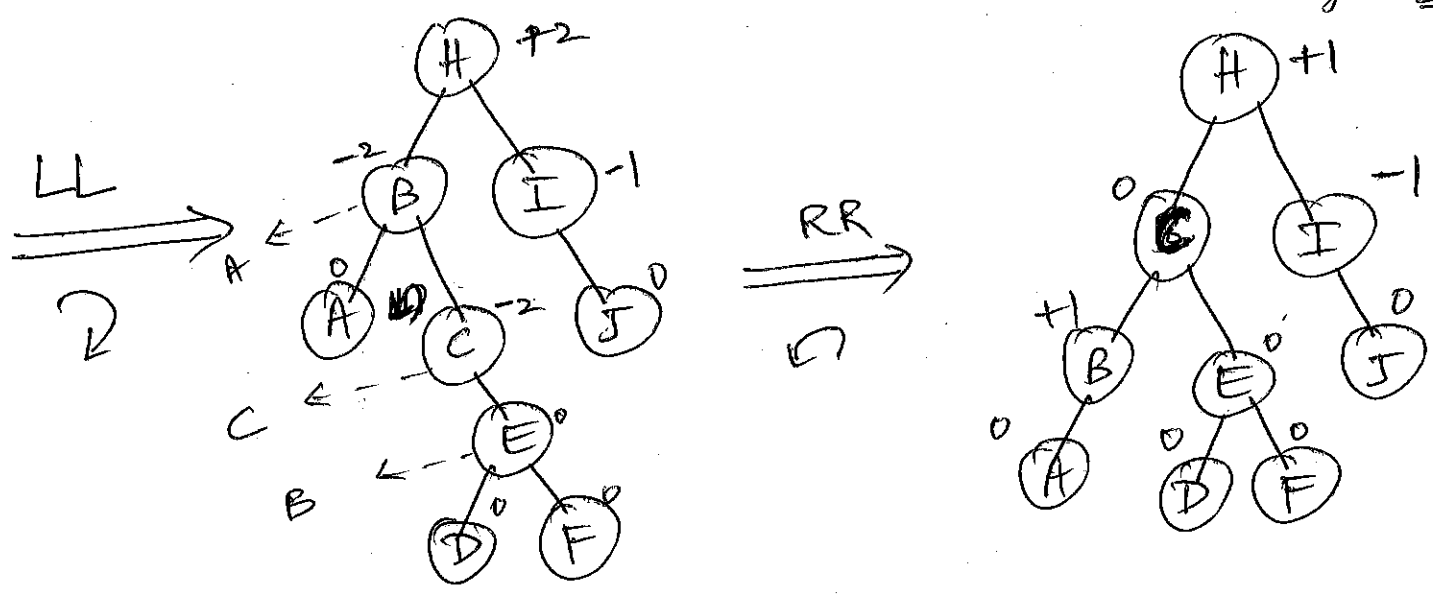 H +2
H +1
LL
-2 B I -1
RR
0 C I -1
A
0 A C -2 J 0
+1 B E 0 J 0
C
E 0
0 A 0 D 0 F
B
D 0 F 0